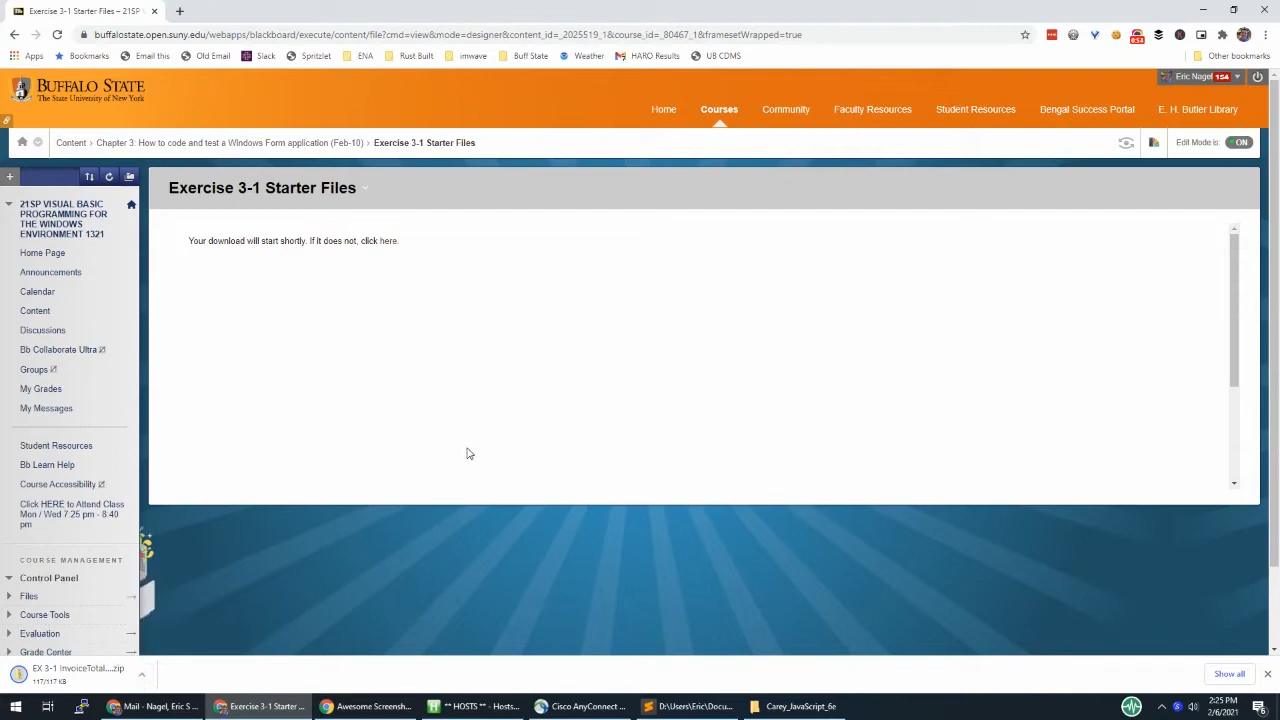 Exercise 3-1 Starter Files – 21SP V
buffalostate.open.suny.edu/webapps/blackboard/execute/content/file?cmd=view&mode=designer&content_id=_2025519_1&course_id=_80467_1&framesetWrapped=true
Apps Bookmarks Email this Old Email Slack Spritzlet ENA Rust Built imwave Buff State Weather HARO Results UB CDMS Other bookmarks
0:54
BUFFALO STATE
The State University of New York
Eric Nagel 154
Home Courses Community Faculty Resources Student Resources Bengal Success Portal E. H. Butler Library
Content > Chapter 3: How to code and test a Windows Form application (Feb-10) > Exercise 3-1 Starter Files
Edit Mode is: ON
Exercise 3-1 Starter Files
Your download will start shortly. If it does not, click here.
21SP VISUAL BASIC
PROGRAMMING FOR
THE WINDOWS
ENVIRONMENT 1321
Home Page
Announcements
Calendar
Content
Discussions
Bb Collaborate Ultra
Groups
My Grades
My Messages
Student Resources
Bb Learn Help
Course Accessibility
Click HERE to Attend Class
Mon / Wed 7:25 pm - 8:40
pm
COURSE MANAGEMENT
Control Panel
Files
Course Tools
Evaluation
Grade Center
EX 3-1 InvoiceTotal....zip
117/117 KB
Show all
Mail - Nagel, Eric S ...
Exercise 3-1 Starter ...
Awesome Screensh...
** HOSTS ** - Hosts...
Cisco AnyConnect ...
D:\Users\Eric\Docu...
Carey_JavaScript_6e
2:25 PM
2/6/2021